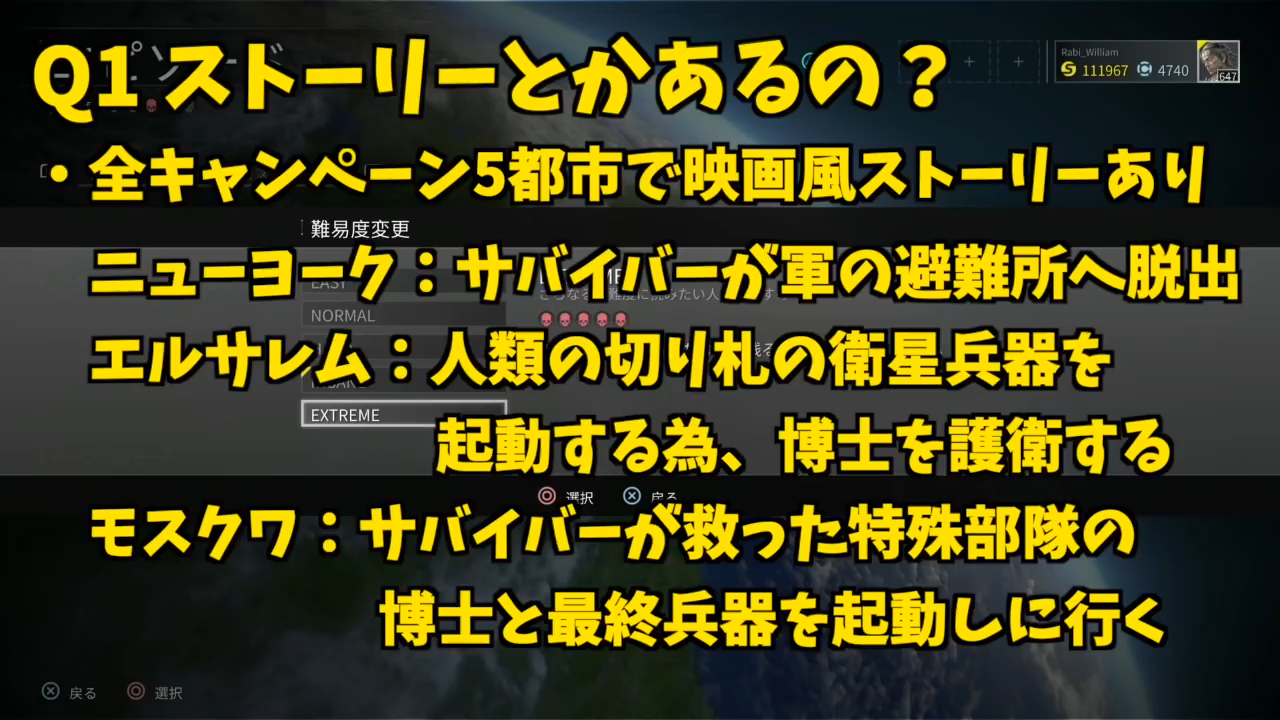 Q1ストーリーとかあるの？
Rabi_William
111967
4740
647
・全キャンペーン5都市で映画風ストーリーあり
難易度変更
ニューヨーク：サバイバーが軍の避難所へ脱出
EASY
NORMAL
エルサレム：人類の切り札の衛星兵器を
EXTREME
起動する為、博士を護衛する
選択
戻る
モスクワ：サバイバーが救った特殊部隊の
博士と最終兵器を起動しに行く
戻る
選択